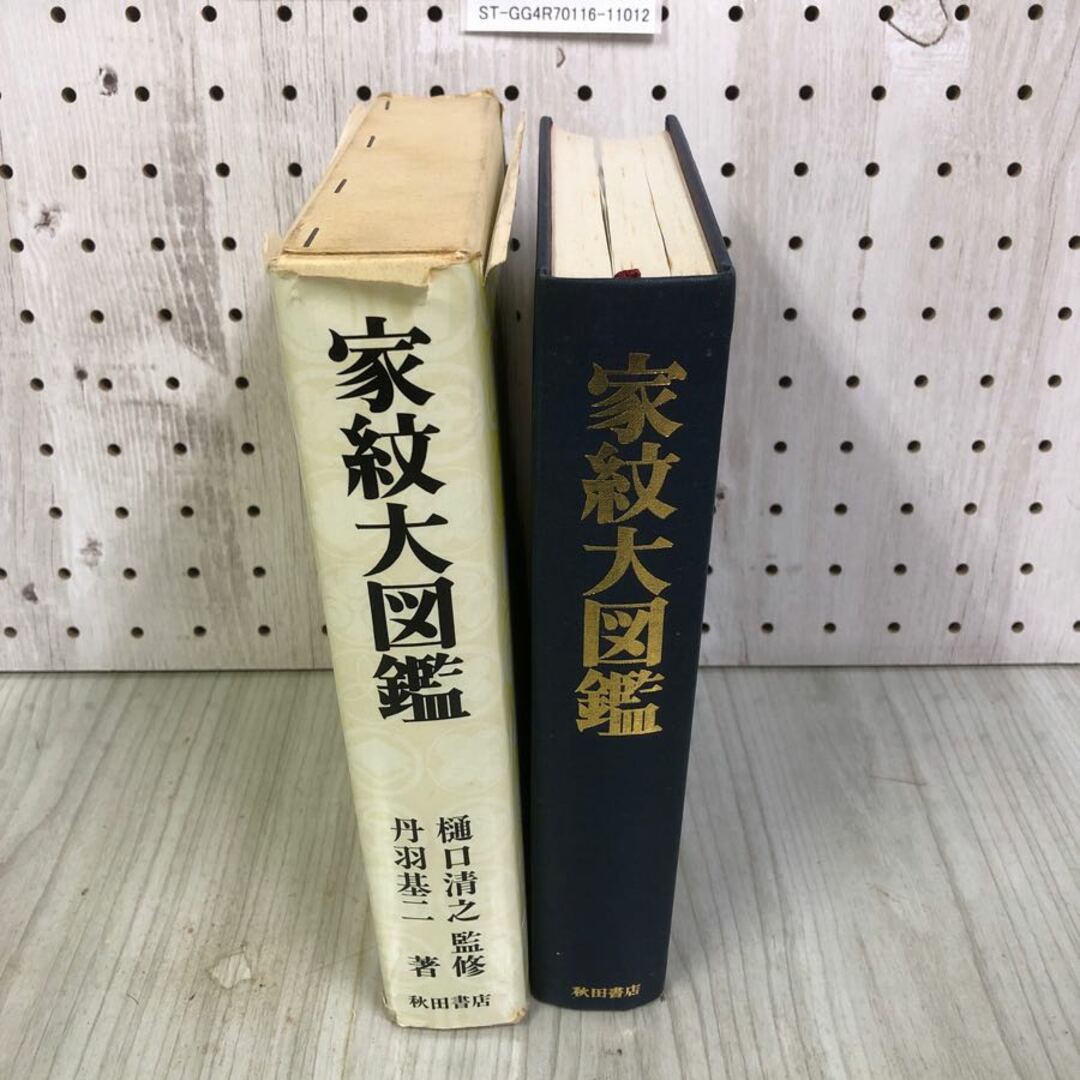 ST-GG4R70116-11012
家紋大図鑑
樋口清之 監修
丹羽基二 著
秋田書店
家紋大図鑑
秋田書店